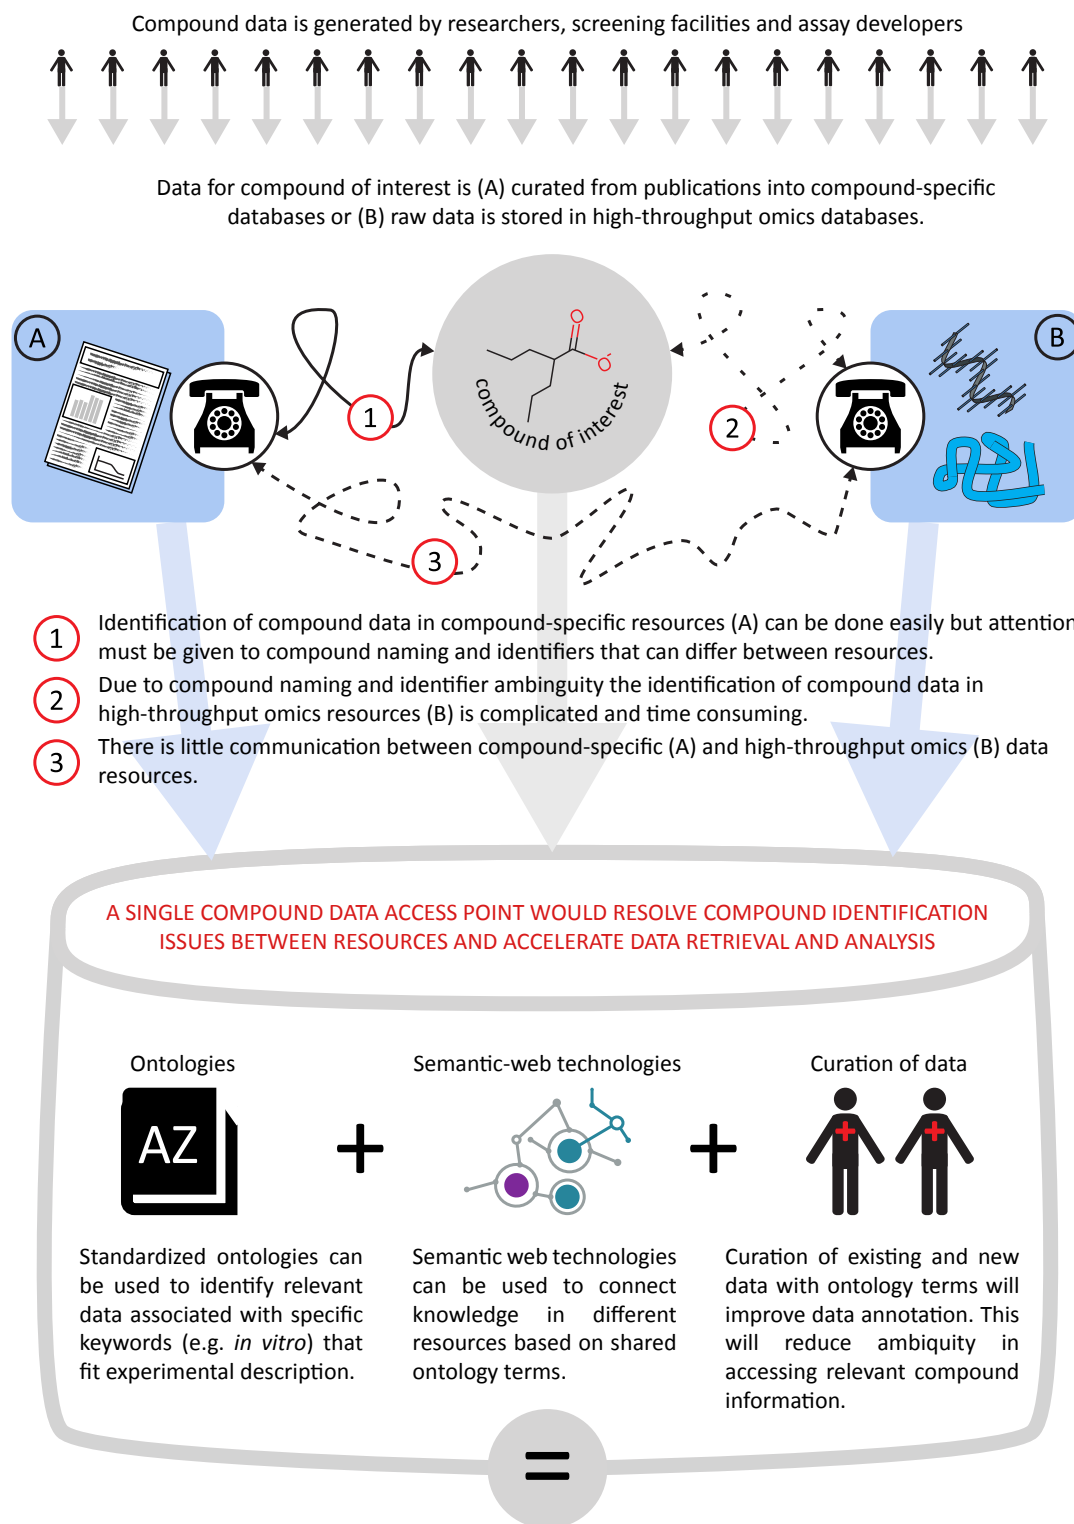 Compound data is generated by researchers, screening facilities and assay developers
Data for compound of interest is (A) curated from publications into compound-specific
databases or (B) raw data is stored in high-throughput omics databases.
A
B
O
O-
compound of interest
1
2
3
1
Identification of compound data in compound-specific resources (A) can be done easily but attention
must be given to compound naming and identifiers that can differ between resources.
2
Due to compound naming and identifier ambinguity the identification of compound data in
high-throughput omics resources (B) is complicated and time consuming.
3
There is little communication between compound-specific (A) and high-throughput omics (B) data
resources.
A SINGLE COMPOUND DATA ACCESS POINT WOULD RESOLVE COMPOUND IDENTIFICATION
ISSUES BETWEEN RESOURCES AND ACCELERATE DATA RETRIEVAL AND ANALYSIS
Ontologies
AZ
+
Semantic-web technologies
+
Curation of data
Standardized ontologies can
be used to identify relevant
data associated with specific
keywords (e.g. in vitro) that
fit experimental description.
Semantic web technologies
can be used to connect
knowledge in different
resources based on shared
ontology terms.
Curation of existing and new
data with ontology terms will
improve data annotation. This
will reduce ambiquity in
accessing relevant compound
information.
=